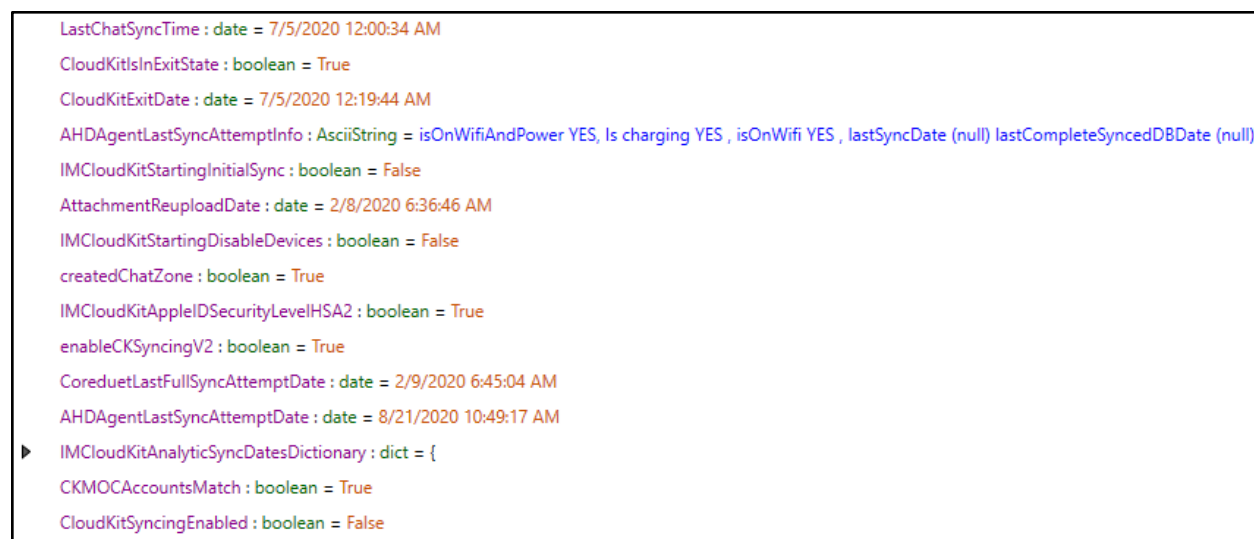 LastChatSyncTime : date = 7/5/2020 12:00:34 AM
CloudKitIsInExitState : boolean = True
CloudKitExitDate : date = 7/5/2020 12:19:44 AM
AHDAgentLastSyncAttemptInfo : AsciiString = isOnWifiAndPower YES, Is charging YES , isOnWifi YES , lastSyncDate (null) lastCompleteSyncedDBDate (null)
IMCloudKitStartingInitialSync : boolean = False
AttachmentReuploadDate : date = 2/8/2020 6:36:46 AM
IMCloudKitStartingDisableDevices : boolean = False
createdChatZone : boolean = True
IMCloudKitAppleIDSecurityLevelHSA2 : boolean = True
enableCKSyncingV2 : boolean = True
CoreduetLastFullSyncAttemptDate : date = 2/9/2020 6:45:04 AM
AHDAgentLastSyncAttemptDate : date = 8/21/2020 10:49:17 AM
IMCloudKitAnalyticSyncDatesDictionary : dict = {
CKMOCAccountsMatch : boolean = True
CloudKitSyncingEnabled : boolean = False